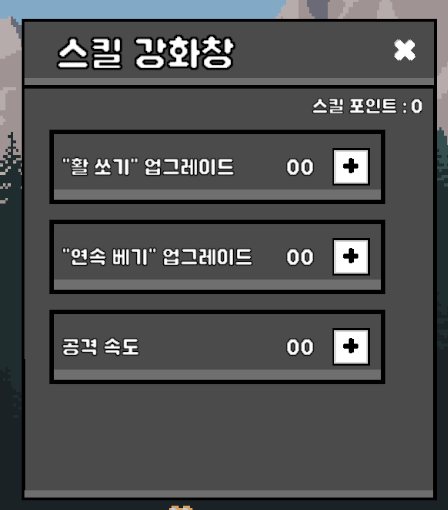 스킬 강화창
스킬 포인트 : 0
"활 쏘기" 업그레이드 00 +
"연속 베기" 업그레이드 00 +
공격 속도 00 +